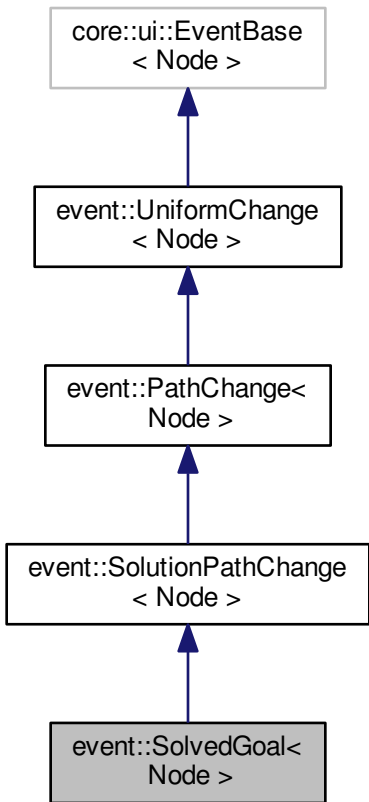 core::ui::EventBase
< Node >
event::UniformChange
< Node >
event::PathChange<
Node >
event::SolutionPathChange
< Node >
event::SolvedGoal<
Node >